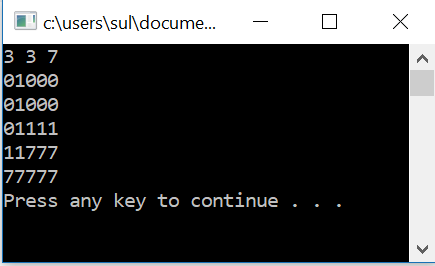 c:\users\sul\docume...
3 3 7
01000
01000
01111
11777
77777
Press any key to continue . . .